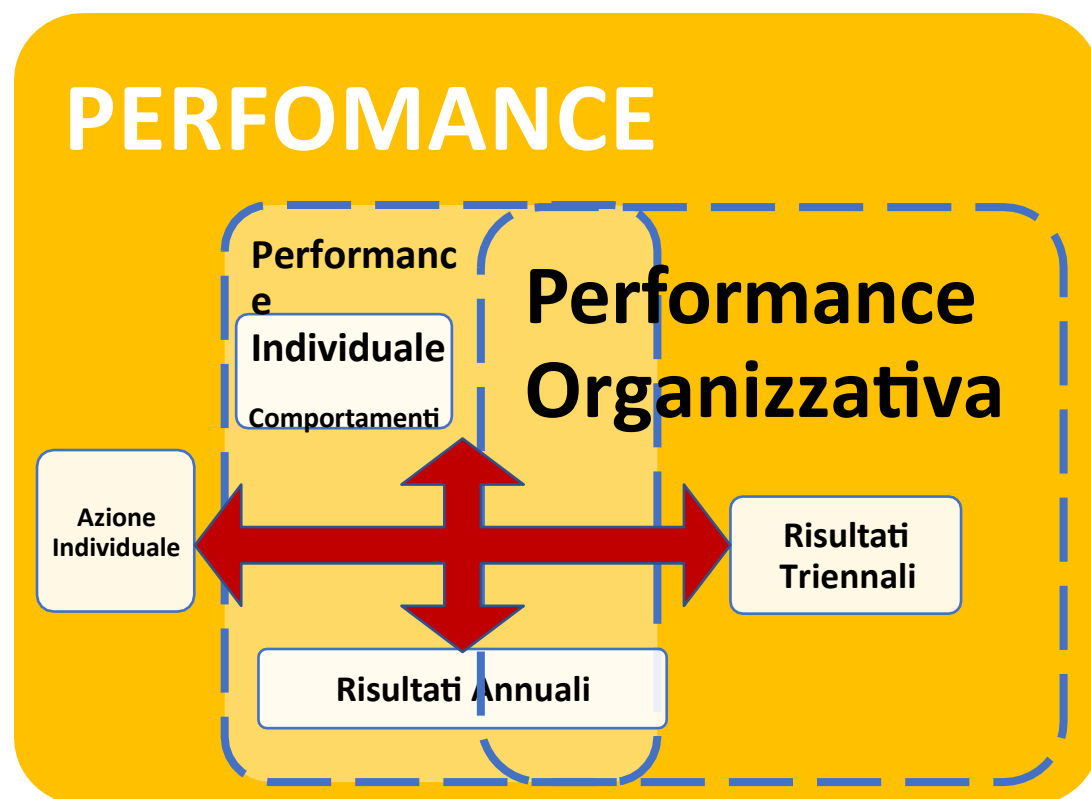 PERFOMANCE
Performanc
e
Individuale
Comportamenti
Performance
Organizzativa
Azione
Individuale
Risultati
Triennali
Risultati Annuali